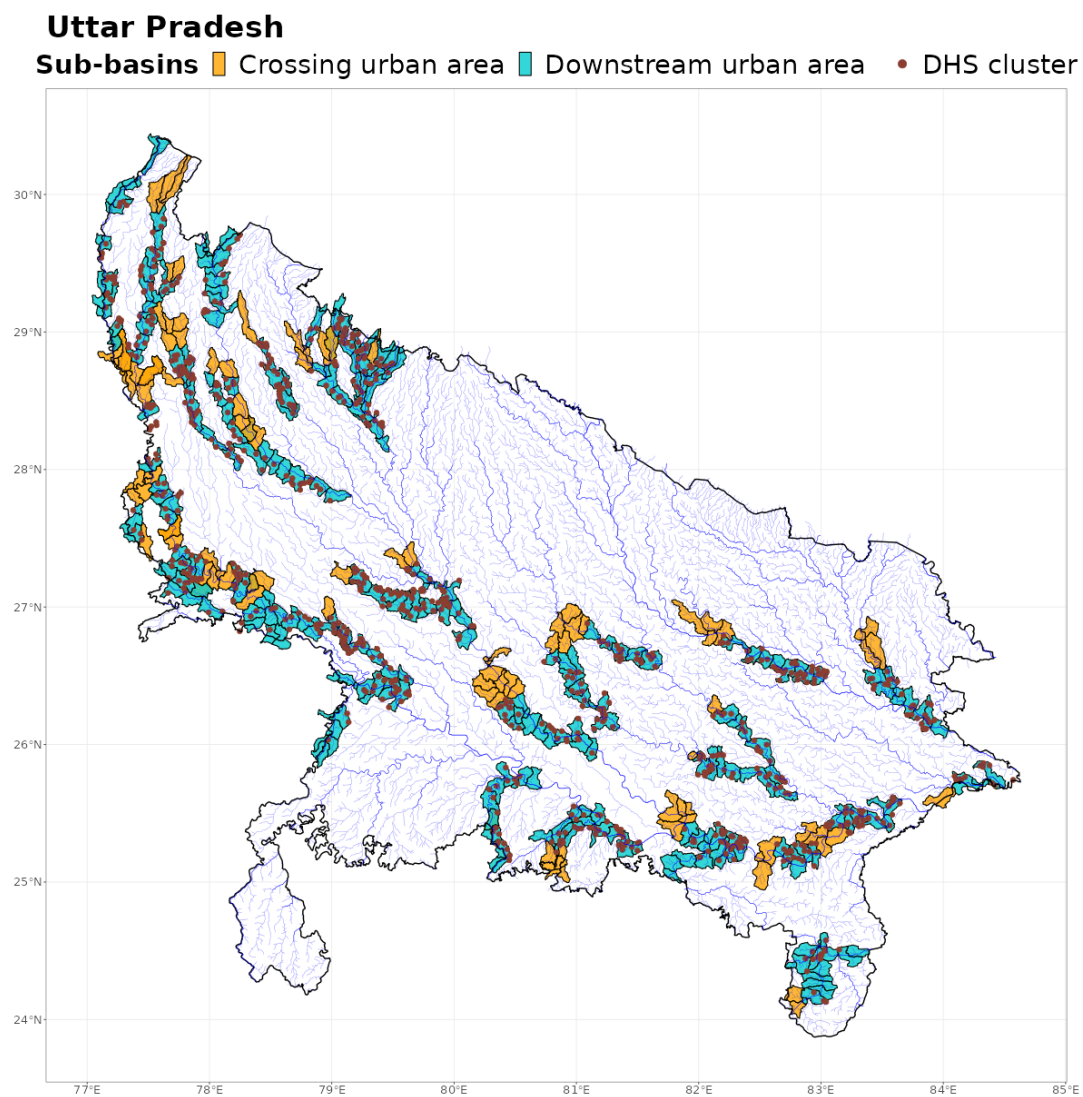 Uttar Pradesh
Sub-basins Crossing urban area Downstream urban area DHS cluster
30°N
29°N
28°N
27°N
26°N
25°N
24°N
77°E 78°E 79°E 80°E 81°E 82°E 83°E 84°E 85°E